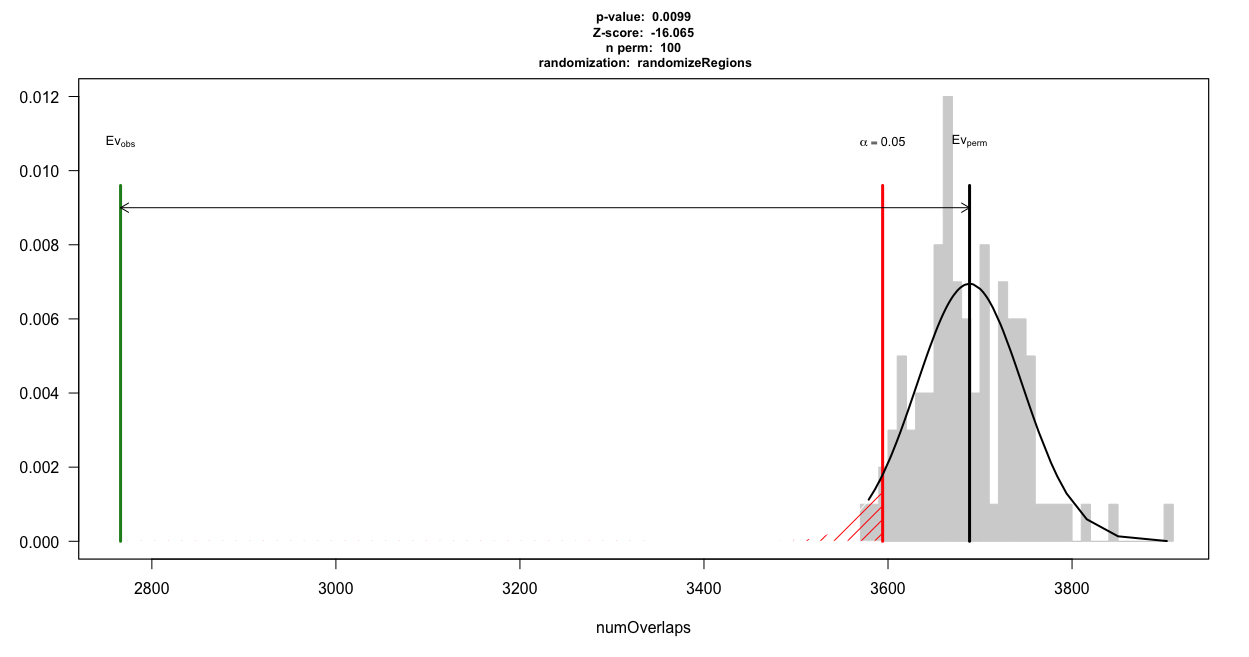 p-value: 0.0099
Z-score: -16.065
n perm: 100
randomization: randomizeRegions
0.012
0.010
0.008
0.006
0.004
0.002
0.000
Evobs
α = 0.05
Evperm
2800 3000 3200 3400 3600 3800
numOverlaps